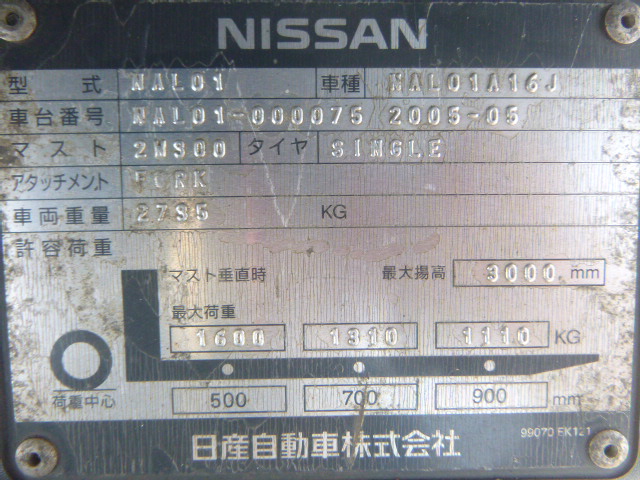 NISSAN
型 式 NAL01 車種 NAL01A16J
車台番号 NAL01-000075/2005-05
マスト 2W300 タイヤ SINGLE
アタッチメント FORK
車両重量 2785 KG
許容荷重
マスト垂直時 最大揚高 3000 mm
最大荷重
1600 1310 1110 KG
荷重中心 500 700 900 mm
日産自動車株式会社
99070 FK121